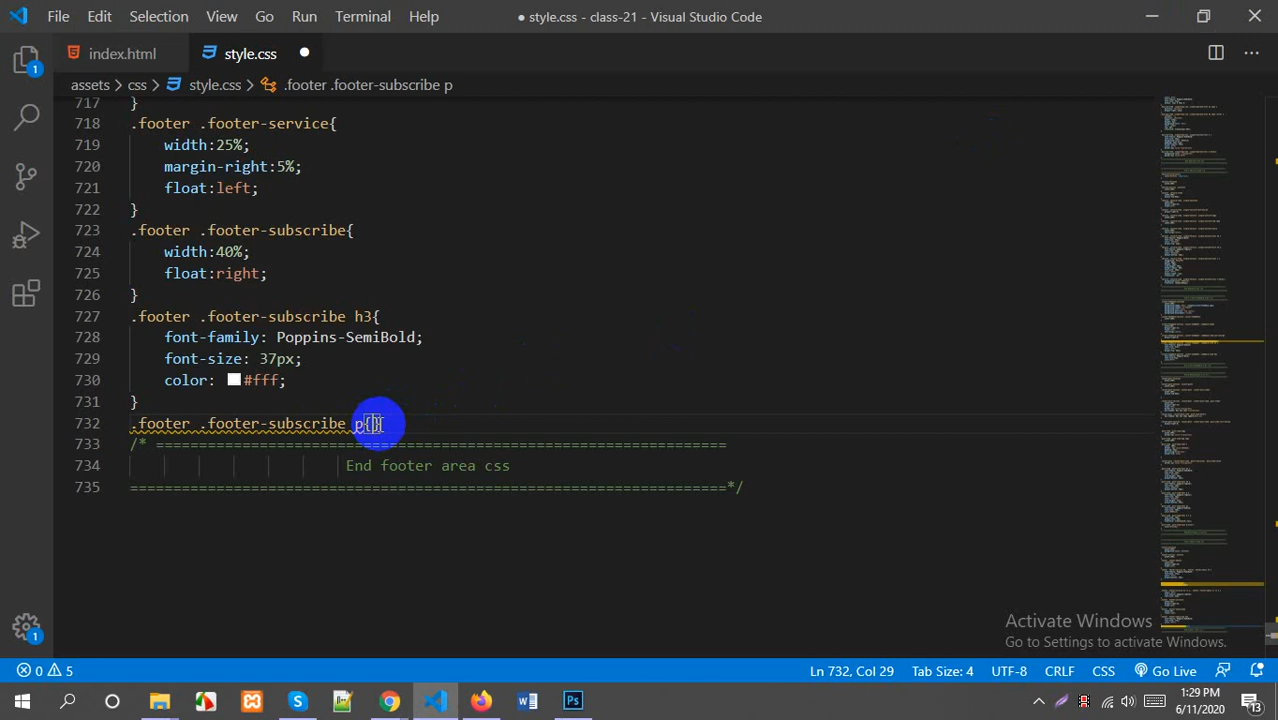 File Edit Selection View Go Run Terminal Help
● style.css - class-21 - Visual Studio Code
index.html
style.css
assets > css > style.css > .footer .footer-subscribe p
717 }
718 .footer .footer-service{
719 width:25%;
720 margin-right:5%;
721 float:left;
722 }
723 .footer .footer-subscribe{
724 width:40%;
725 float:right;
726 }
727 .footer .footer-subscribe h3{
728 font-family: Poppins-SemiBold;
729 font-size: 37px;
730 color: #fff;
731 }
732 .footer .footer-subscribe p{}
733 /* ==================================================================
734 End footer area css
735 =====================================================================*/
1
1
Activate Windows
Go to Settings to activate Windows.
0 5
Ln 732, Col 29 Tab Size: 4 UTF-8 CRLF CSS Go Live
1:29 PM
6/11/2020
13